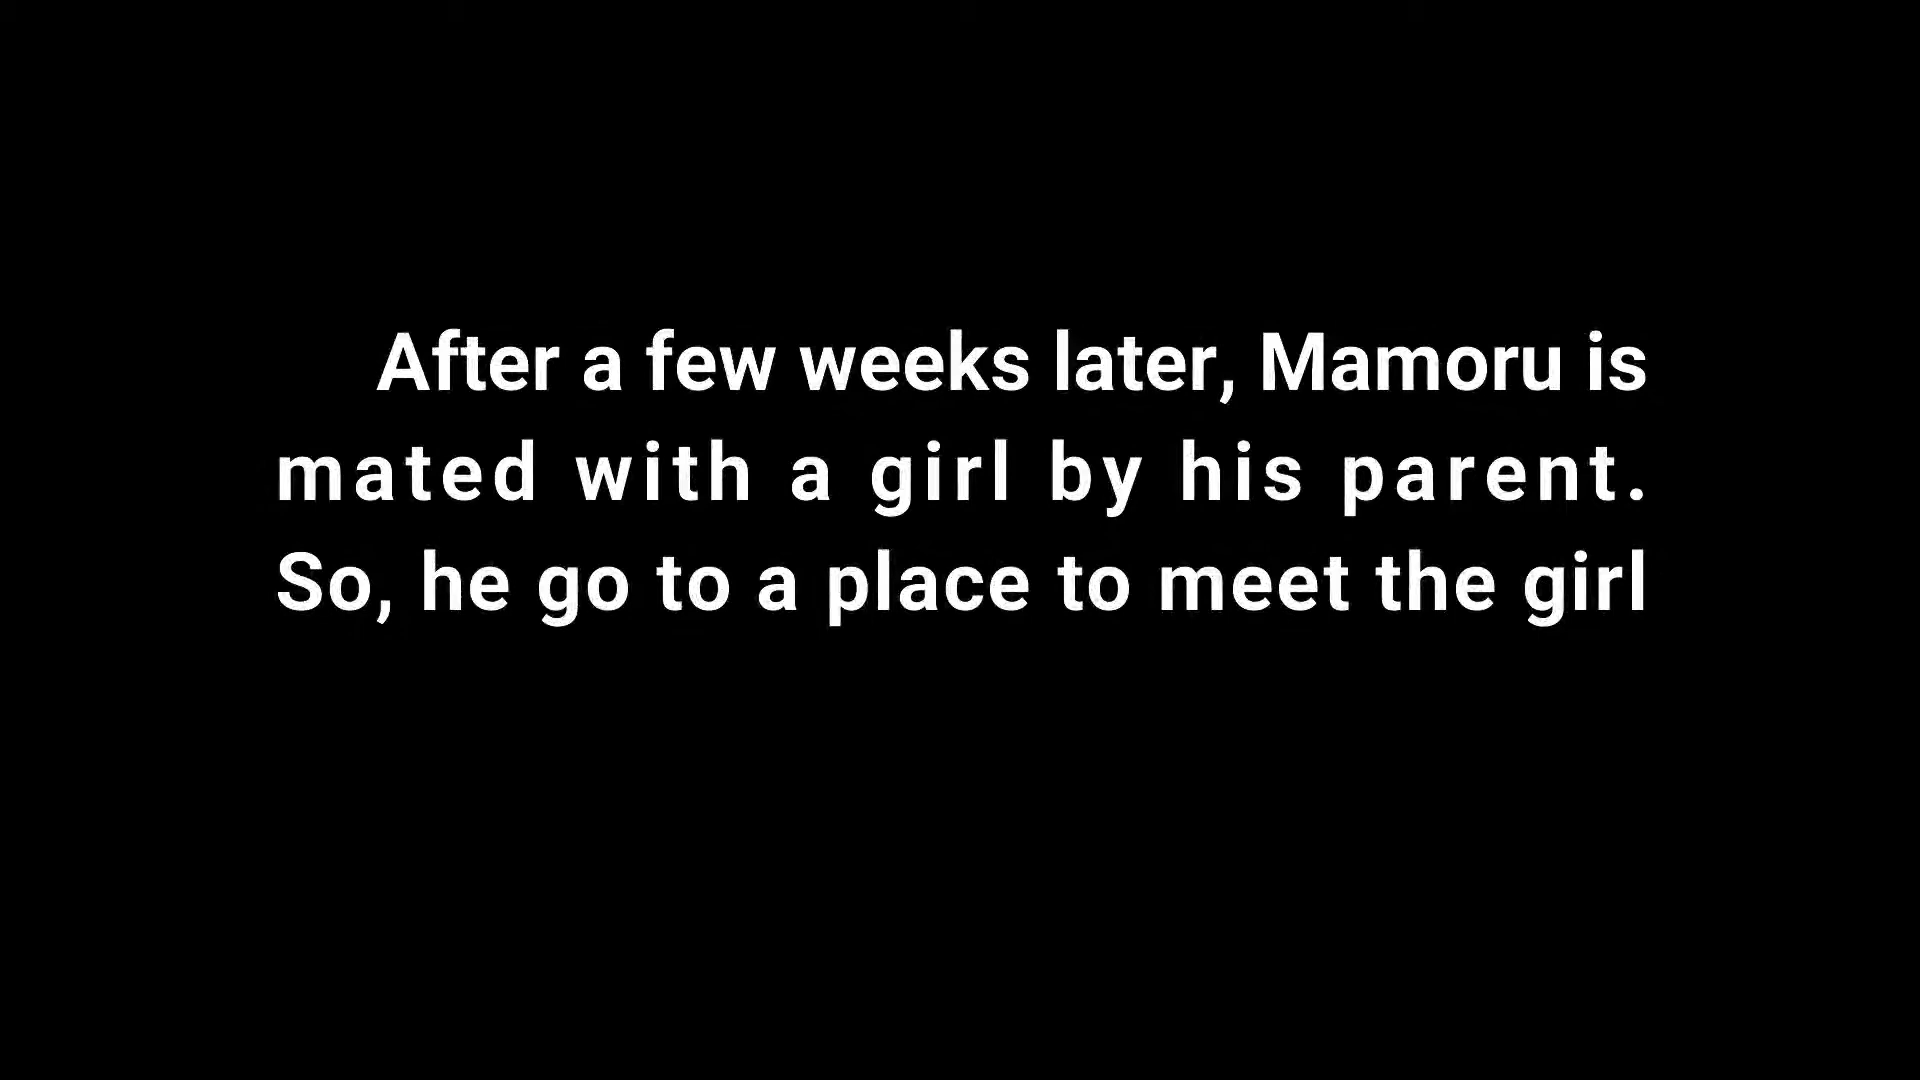 After a few weeks later, Mamoru is
mated with a girl by his parent.
So, he go to a place to meet the girl